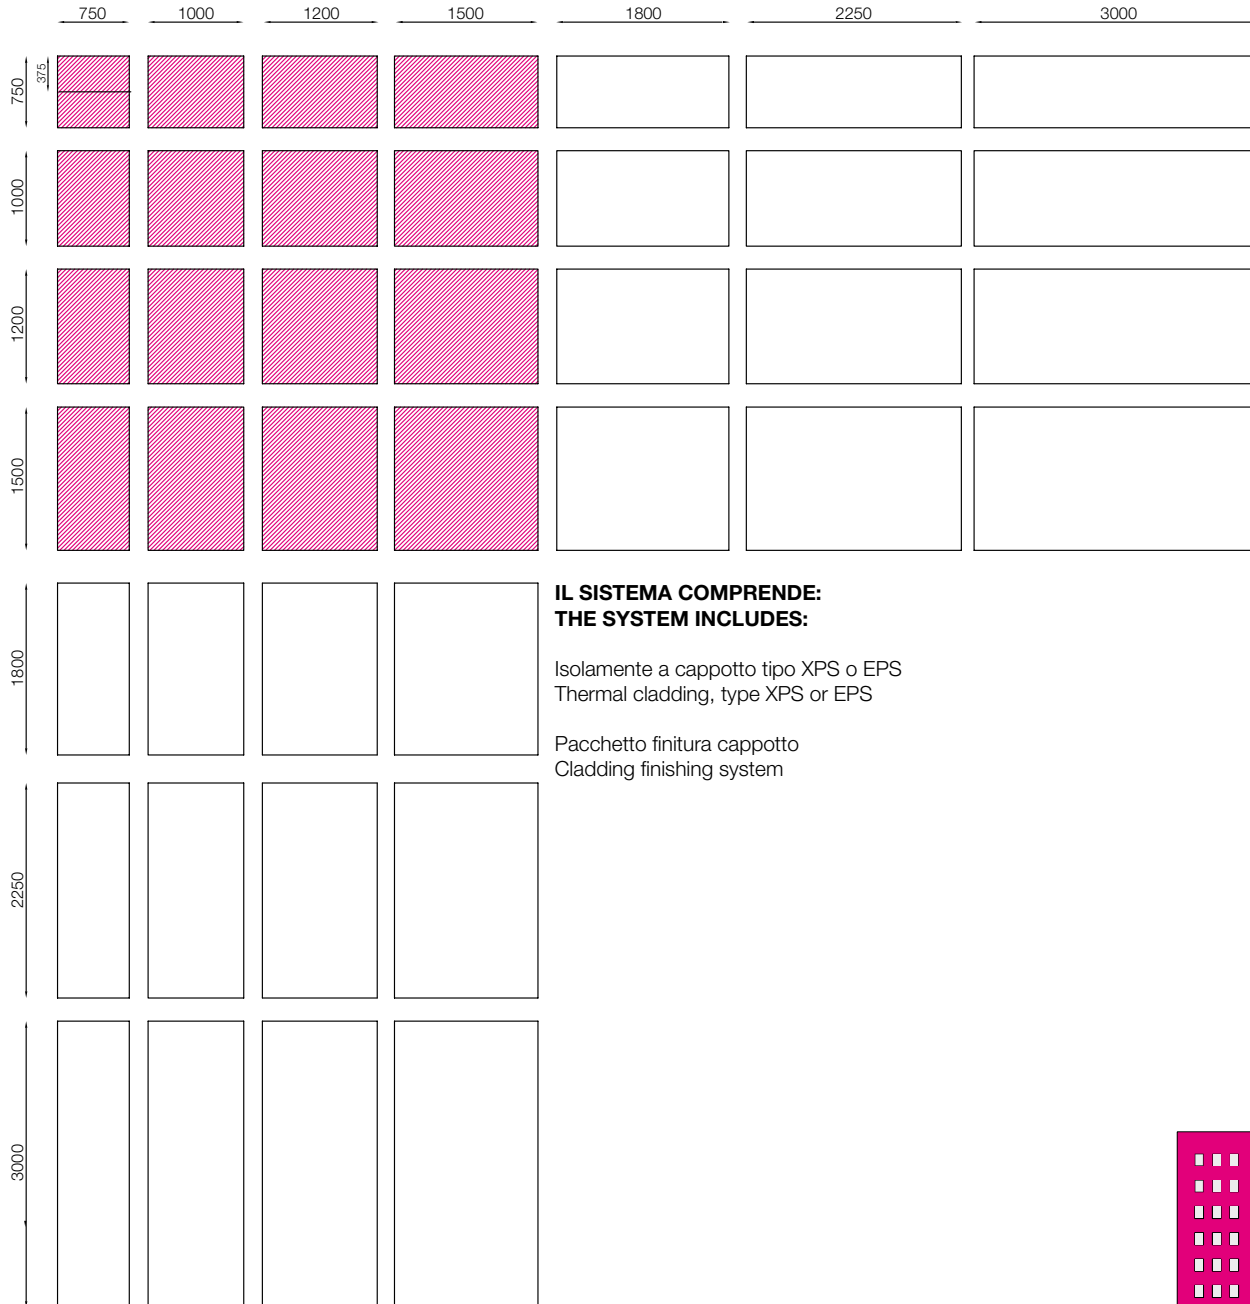 750 1000 1200 1500 1800 2250 3000
375
750
1000
1200
1500
1800
2250
3000
IL SISTEMA COMPRENDE:
THE SYSTEM INCLUDES:
Isolamente a cappotto tipo XPS o EPS
Thermal cladding, type XPS or EPS
Pacchetto finitura cappotto
Cladding finishing system